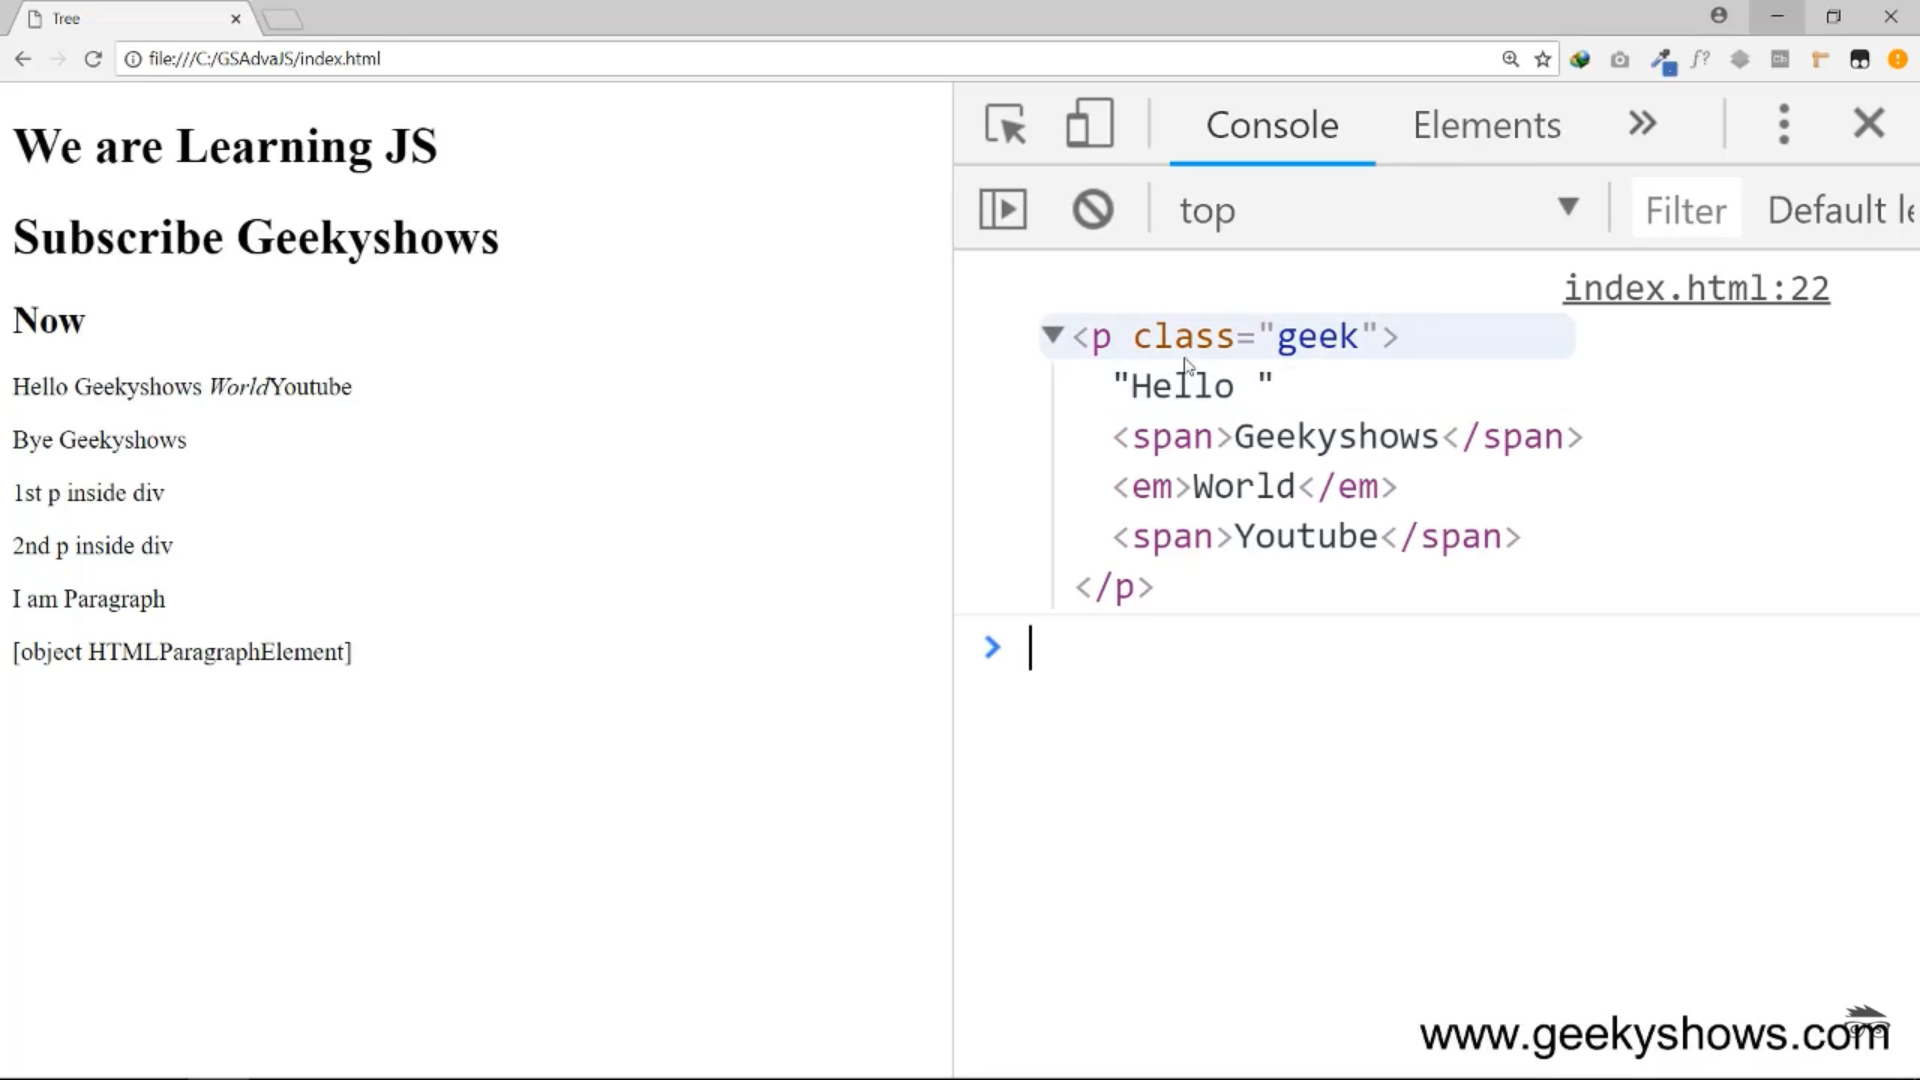 Tree
file:///C:/GSAdvaJS/index.html
We are Learning JS
Subscribe Geekyshows
Now
Hello Geekyshows WorldYoutube
Bye Geekyshows
1st p inside div
2nd p inside div
I am Paragraph
[object HTMLParagraphElement]
Console Elements
top Filter Default le
index.html:22
<p class="geek">
"Hello "
<span>Geekyshows</span>
<em>World</em>
<span>Youtube</span>
</p>
www.geekyshows.com